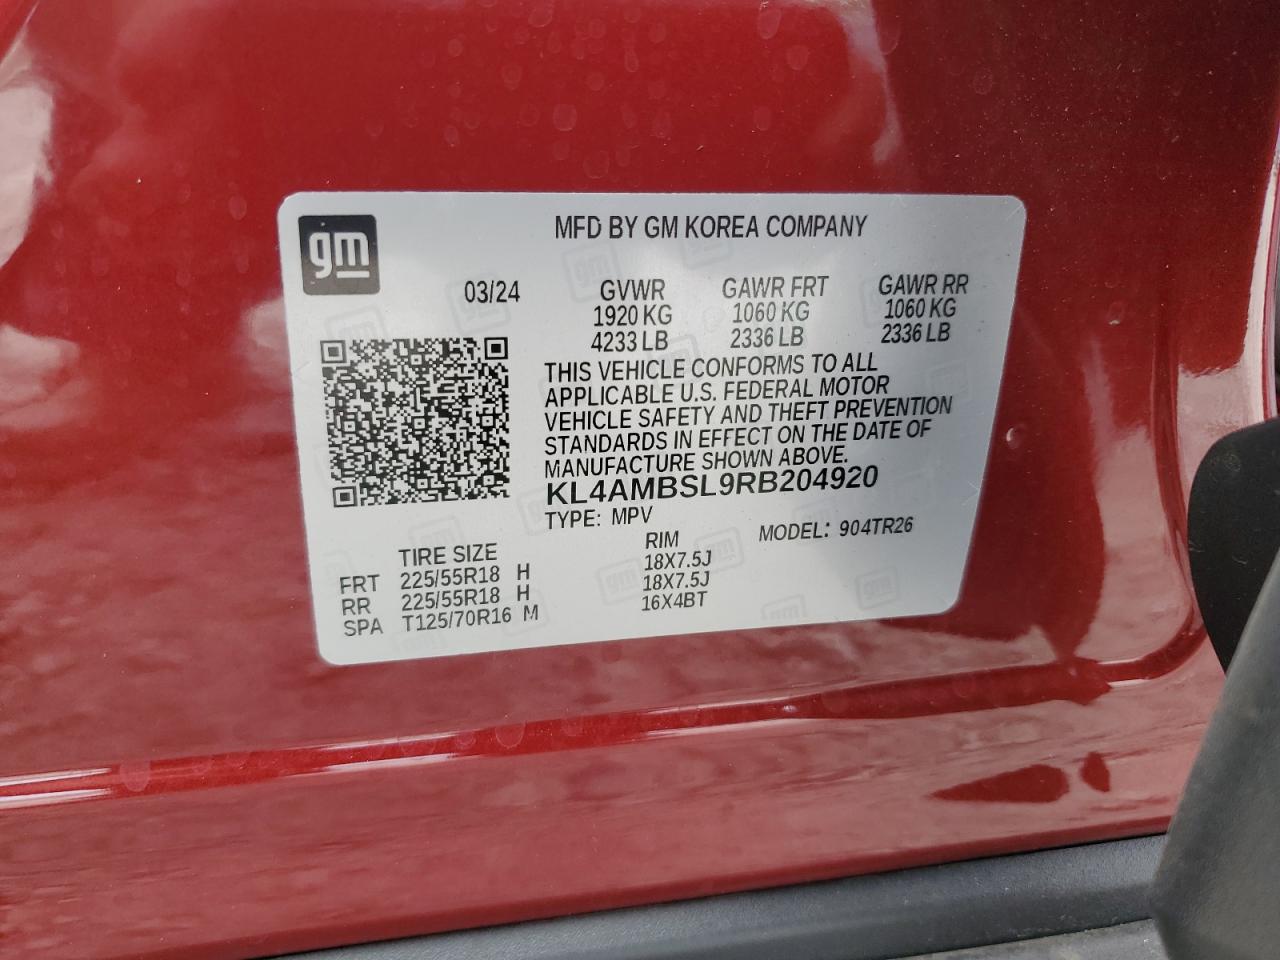 gm
MFD BY GM KOREA COMPANY
03/24
GVWR GAWR FRT GAWR RR
1920 KG 1060 KG 1060 KG
4233 LB 2336 LB 2336 LB
THIS VEHICLE CONFORMS TO ALL
APPLICABLE U.S. FEDERAL MOTOR
VEHICLE SAFETY AND THEFT PREVENTION
STANDARDS IN EFFECT ON THE DATE OF
MANUFACTURE SHOWN ABOVE.
KL4AMBSL9RB204920
TYPE: MPV MODEL: 904TR26
TIRE SIZE RIM
FRT 225/55R18 H 18X7.5J
RR 225/55R18 H 18X7.5J
SPA T125/70R16 M 16X4BT